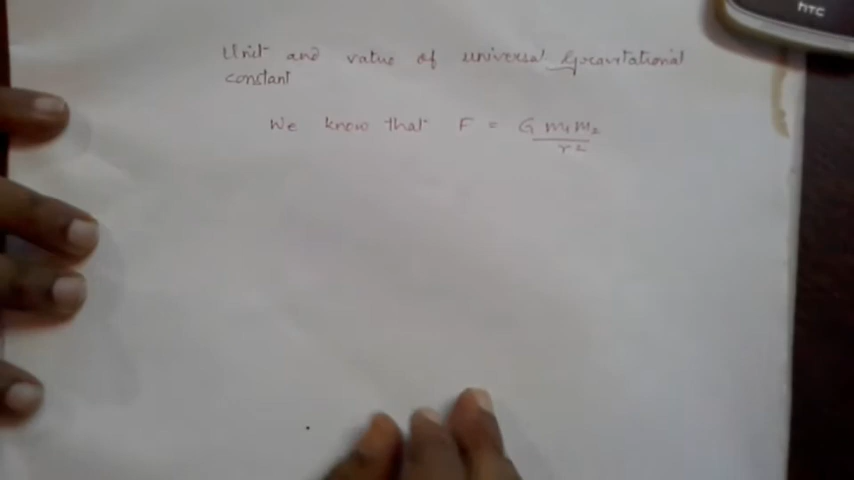 Unit and value of universal Gravitational
constant
We know that F = G m₁m₂
r²
hTC